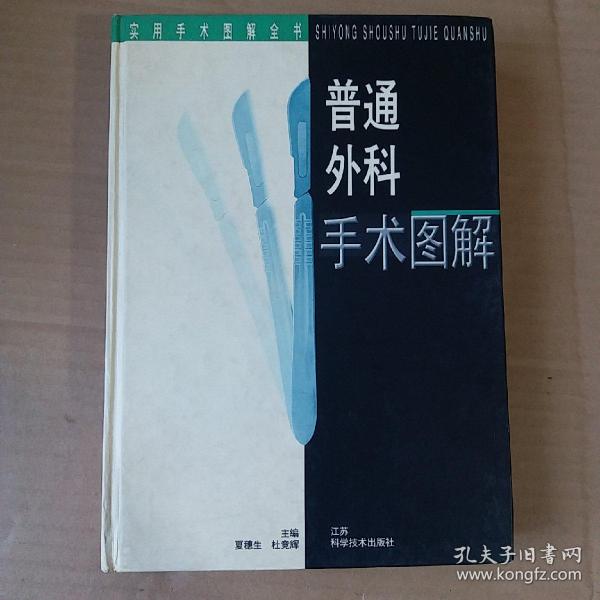 实用手术图解全书 SHIYONG SHOUSHU TUJIE QUANSHU
普通
外科
手术图解
主编
夏穗生 杜竞辉
江苏
科学技术出版社
孔夫子旧书网
www.kongfz.com